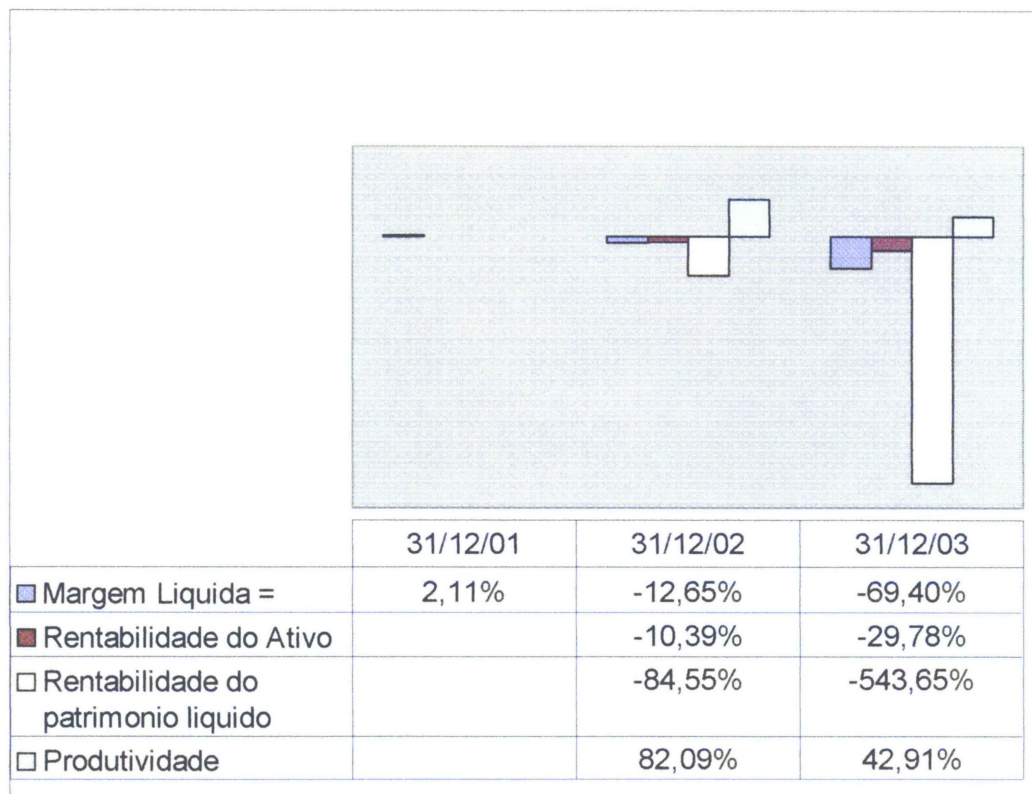 31/12/01 31/12/02 31/12/03
Margem Liquida = 2,11% -12,65% -69,40%
Rentabilidade do Ativo -10,39% -29,78%
Rentabilidade do -84,55% -543,65%
patrimonio liquido
Produtividade 82,09% 42,91%